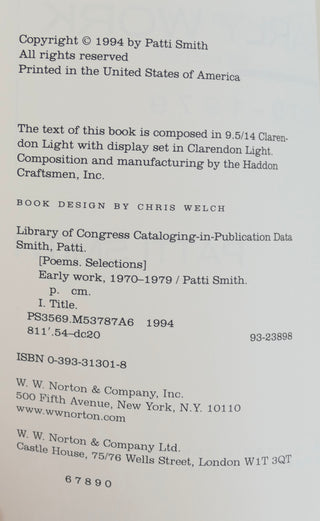 Copyright © 1994 by Patti Smith
All rights reserved
Printed in the United States of America
The text of this book is composed in 9.5/14 Claren-
don Light with display set in Clarendon Light.
Composition and manufacturing by the Haddon
Craftsmen, Inc.
BOOK DESIGN BY CHRIS WELCH
Library of Congress Cataloging-in-Publication Data
Smith, Patti.
[Poems. Selections]
Early work, 1970–1979 / Patti Smith.
p. cm.
I. Title.
PS3569.M53787A6 1994
811'.54–dc20 93-23898
ISBN 0-393-31301-8
W. W. Norton & Company, Inc.
500 Fifth Avenue, New York, N.Y. 10110
www.wwnorton.com
W. W. Norton & Company Ltd.
Castle House, 75/76 Wells Street, London W1T 3QT
6 7 8 9 0